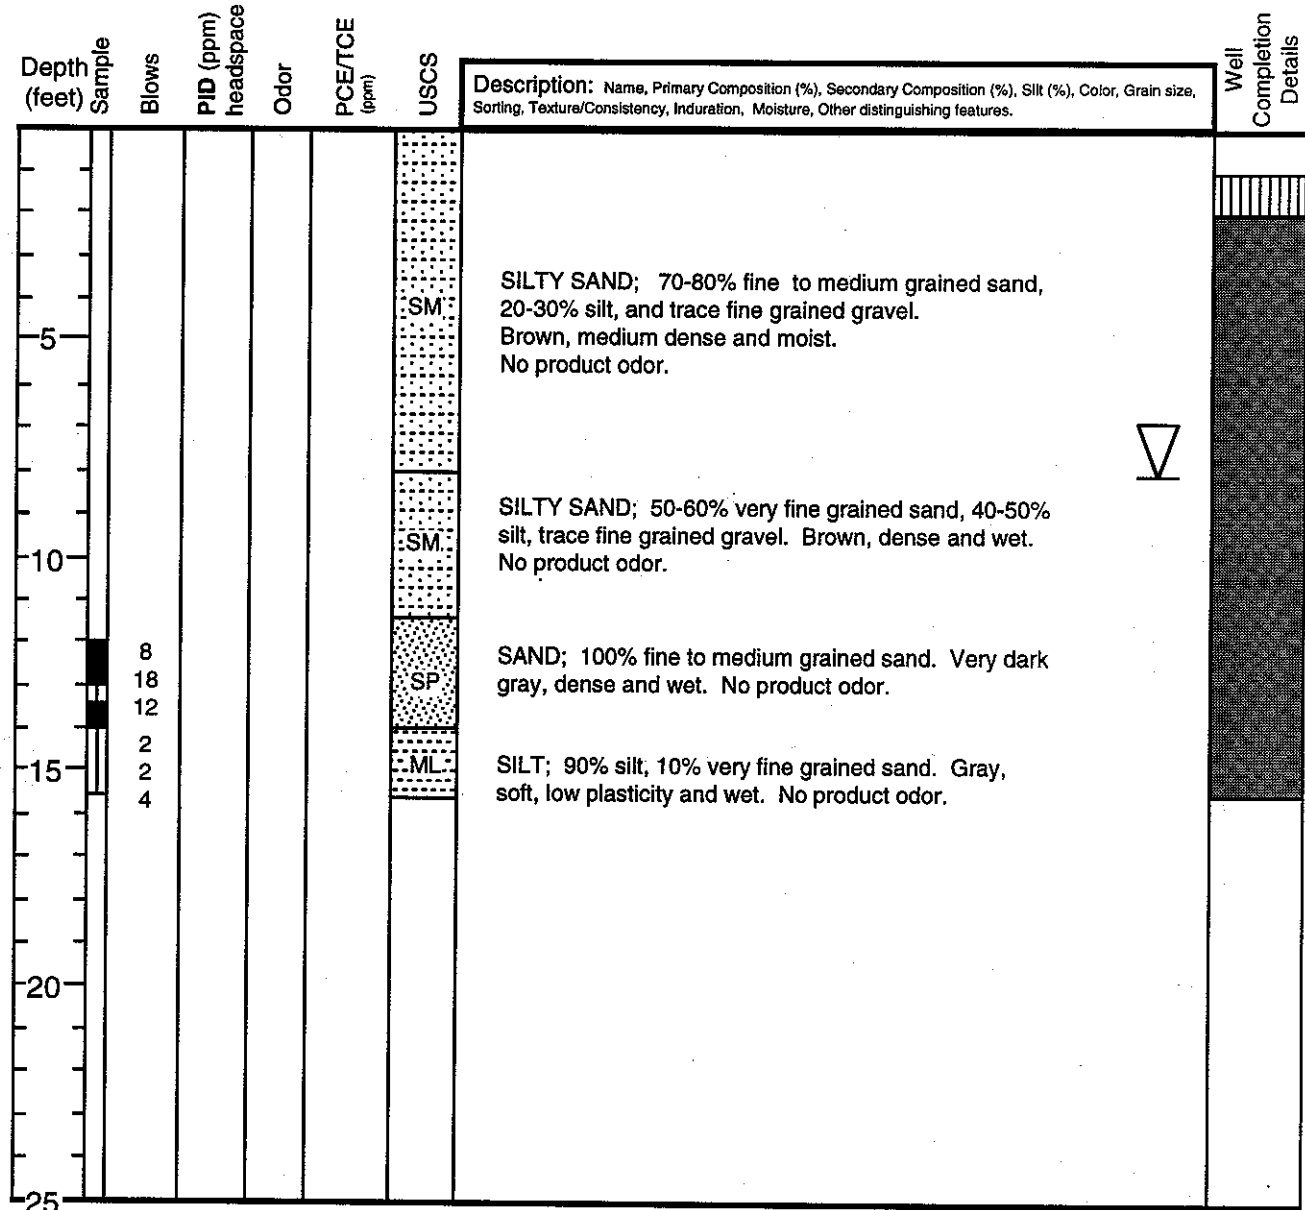 Depth
(feet)
Sample
Blows
PID (ppm)
headspace
Odor
PCE/TCE
(ppm)
USCS
Description: Name, Primary Composition (%), Secondary Composition (%), Silt (%), Color, Grain size,
Sorting, Texture/Consistency, Induration, Moisture, Other distinguishing features.
Well
Completion
Details
SM
SILTY SAND; 70-80% fine to medium grained sand,
20-30% silt, and trace fine grained gravel.
Brown, medium dense and moist.
No product odor.
5
SM
SILTY SAND; 50-60% very fine grained sand, 40-50%
silt, trace fine grained gravel. Brown, dense and wet.
No product odor.
10
8
18
12
SP
SAND; 100% fine to medium grained sand. Very dark
gray, dense and wet. No product odor.
2
2
4
15
ML
SILT; 90% silt, 10% very fine grained sand. Gray,
soft, low plasticity and wet. No product odor.
20
25